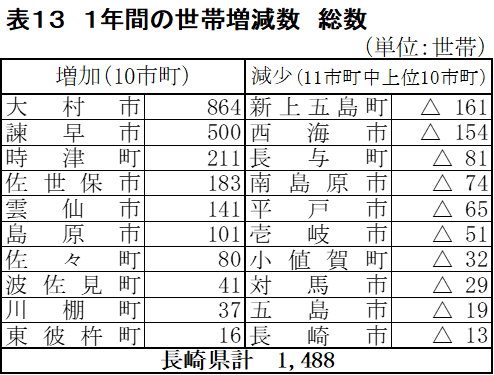 表13 1年間の世帯増減数 総数
(単位:世帯)
増加(10市町) 減少(11市町中上位10市町)
大村市 864 新上五島町 △ 161
諫早市 500 西海市 △ 154
時津町 211 長与町 △ 81
佐世保市 183 南島原市 △ 74
雲仙市 141 平戸市 △ 65
島原市 101 壱岐市 △ 51
佐々町 80 小値賀町 △ 32
波佐見町 41 対馬市 △ 29
川棚町 37 五島市 △ 19
東彼杵町 16 長崎市 △ 13
長崎県計 1,488